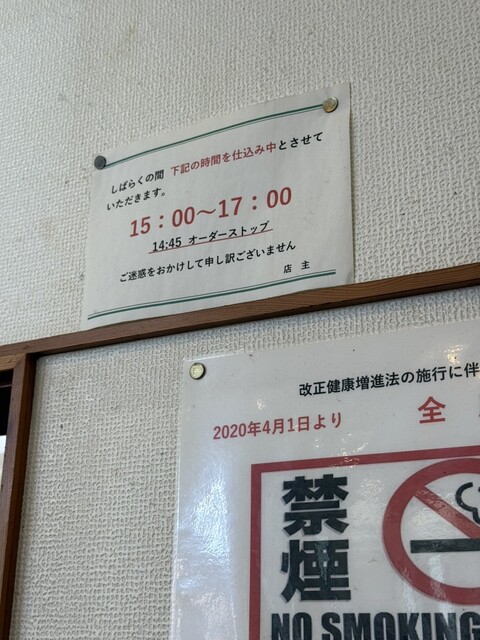 しばらくの間 下記の時間を仕込み中とさせて
いただきます。
15:00〜17:00
14:45 オーダーストップ
ご迷惑をおかけして申し訳ございません
店 主
改正健康増進法の施行に伴
2020年4月1日より 全
禁煙
NO SMOKING